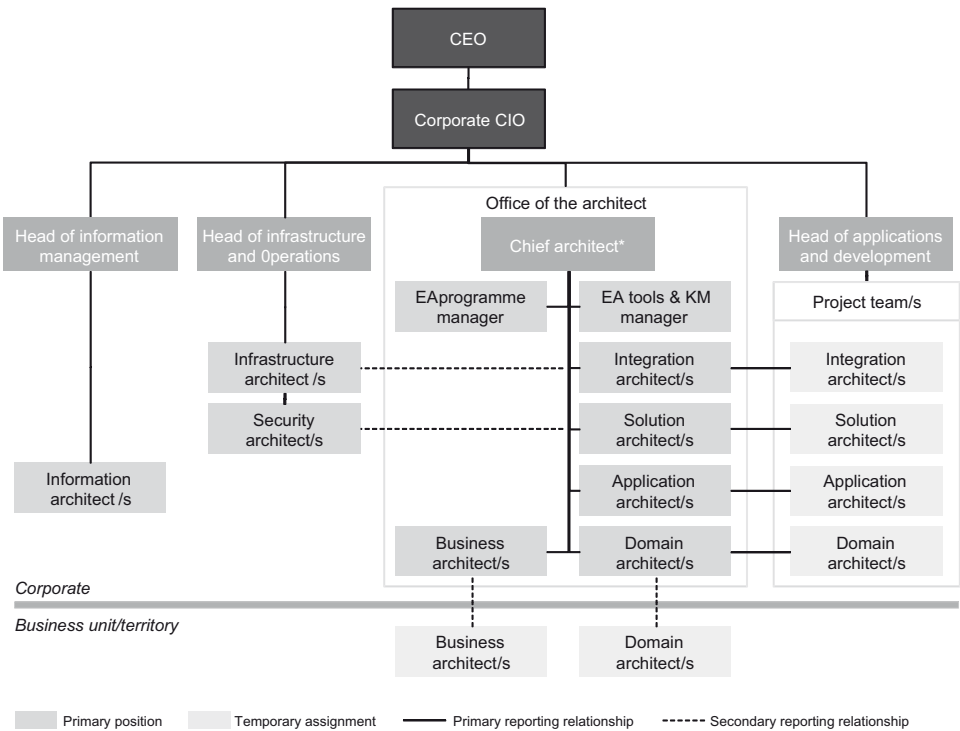 CEO
Corporate CIO
Office of the architect
Head of information
management
Head of infrastructure
and 0perations
Chief architect*
Head of applications
and development
EAprogramme
manager
EA tools & KM
manager
Project team/s
Infrastructure
architect /s
Integration
architect/s
Integration
architect/s
Security
architect/s
Solution
architect/s
Solution
architect/s
Information
architect /s
Application
architect/s
Application
architect/s
Business
architect/s
Domain
architect/s
Domain
architect/s
Corporate
Business unit/territory
Business
architect/s
Domain
architect/s
Primary position
Temporary assignment
Primary reporting relationship
Secondary reporting relationship